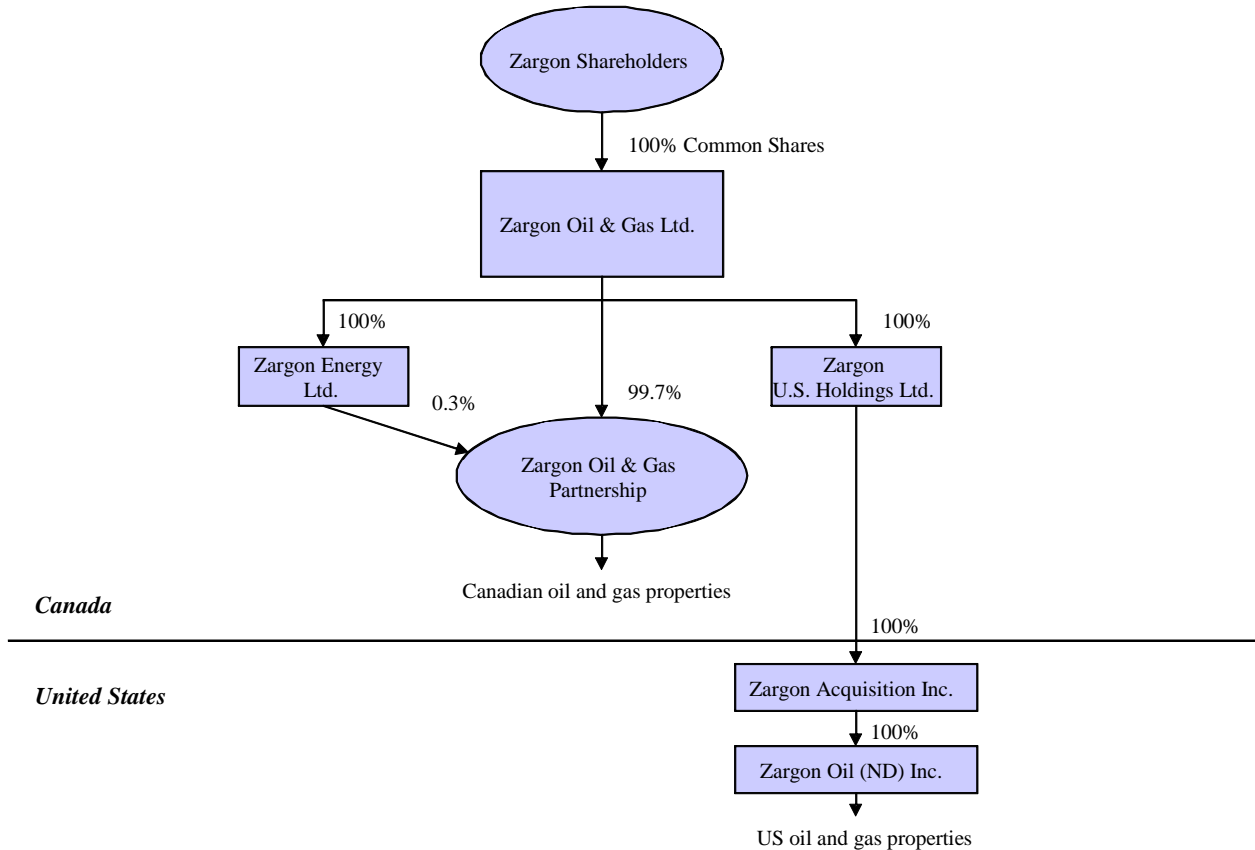 Zargon Shareholders
100% Common Shares
Zargon Oil & Gas Ltd.
100%
100%
Zargon Energy
Ltd.
Zargon
U.S. Holdings Ltd.
0.3%
99.7%
Zargon Oil & Gas
Partnership
Canadian oil and gas properties
Canada
100%
United States
Zargon Acquisition Inc.
100%
Zargon Oil (ND) Inc.
US oil and gas properties